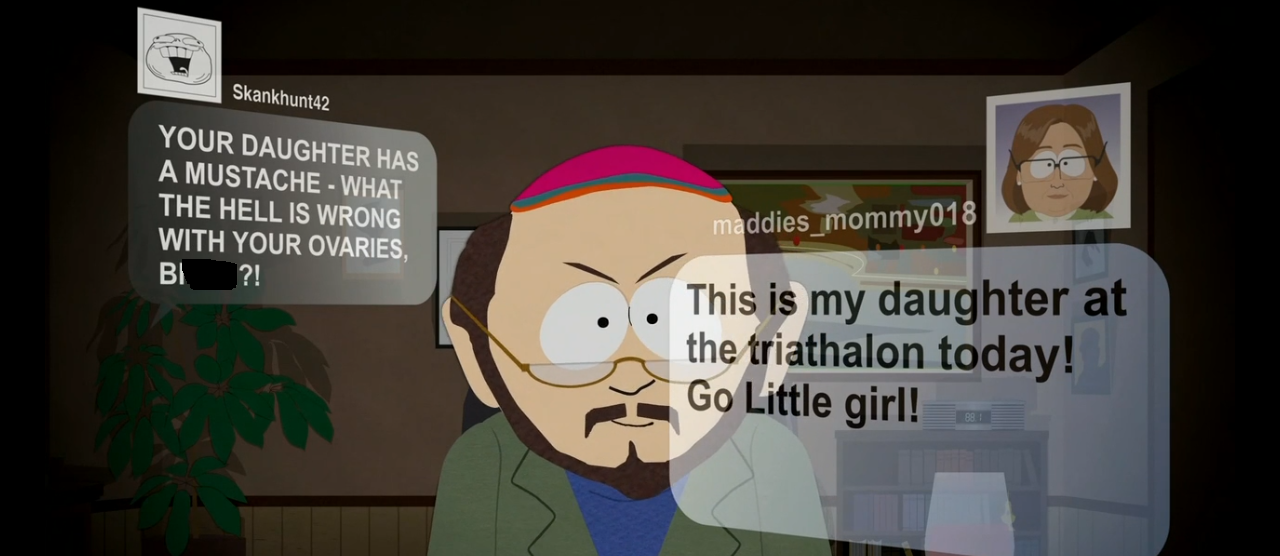 Skankhunt42
YOUR DAUGHTER HAS
A MUSTACHE - WHAT
THE HELL IS WRONG
WITH YOUR OVARIES,
?!
maddies_mommy018
This is my daughter at
the triathalon today!
Go Little girl!